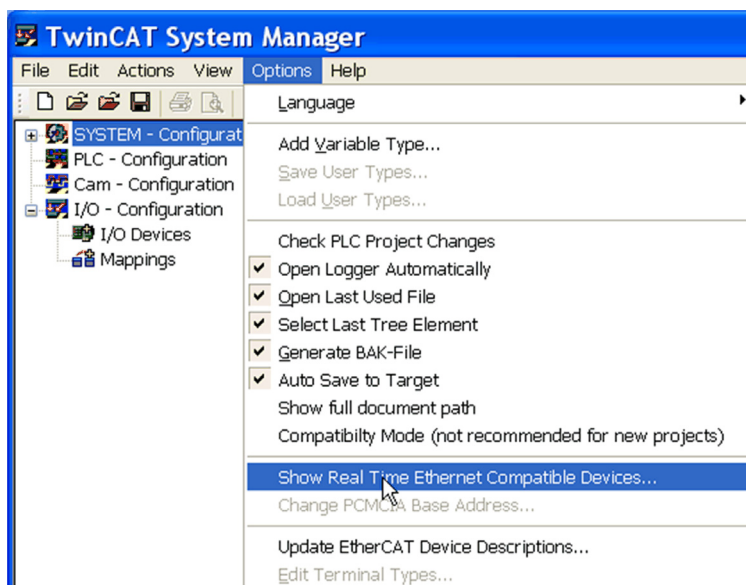 TwinCAT System Manager
File Edit Actions View Options Help
SYSTEM - Configurat
PLC - Configuration
Cam - Configuration
I/O - Configuration
I/O Devices
Mappings
Language
Add Variable Type...
Save User Types...
Load User Types...
Check PLC Project Changes
Open Logger Automatically
Open Last Used File
Select Last Tree Element
Generate BAK-File
Auto Save to Target
Show full document path
Compatibilty Mode (not recommended for new projects)
Show Real Time Ethernet Compatible Devices...
Change PCMCIA Base Address...
Update EtherCAT Device Descriptions...
Edit Terminal Types...